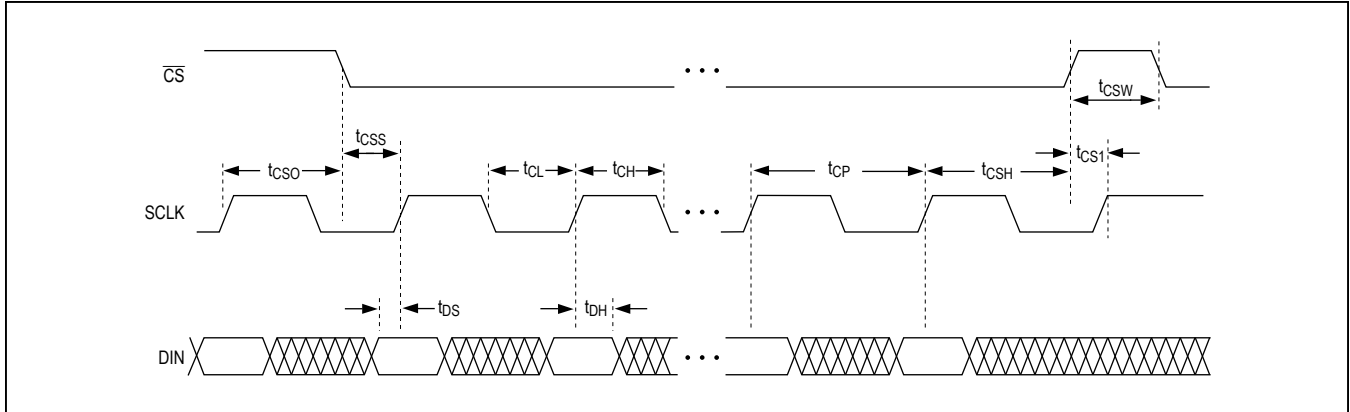 CS
tCSW
tCSS
tCS1
tCSO
tCL
tCH
tCP
tCSH
SCLK
tDS
tDH
DIN